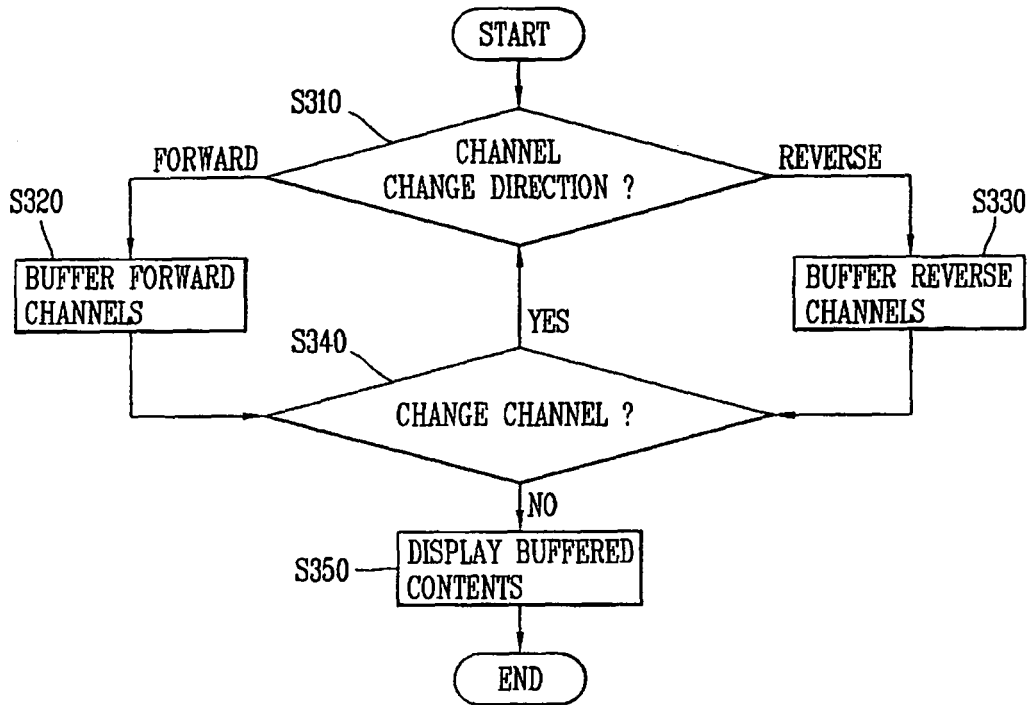 START
S310
CHANNEL
CHANGE DIRECTION ?
FORWARD
REVERSE
S320
BUFFER FORWARD
CHANNELS
S330
BUFFER REVERSE
CHANNELS
YES
S340
CHANGE CHANNEL ?
NO
S350
DISPLAY BUFFERED
CONTENTS
END